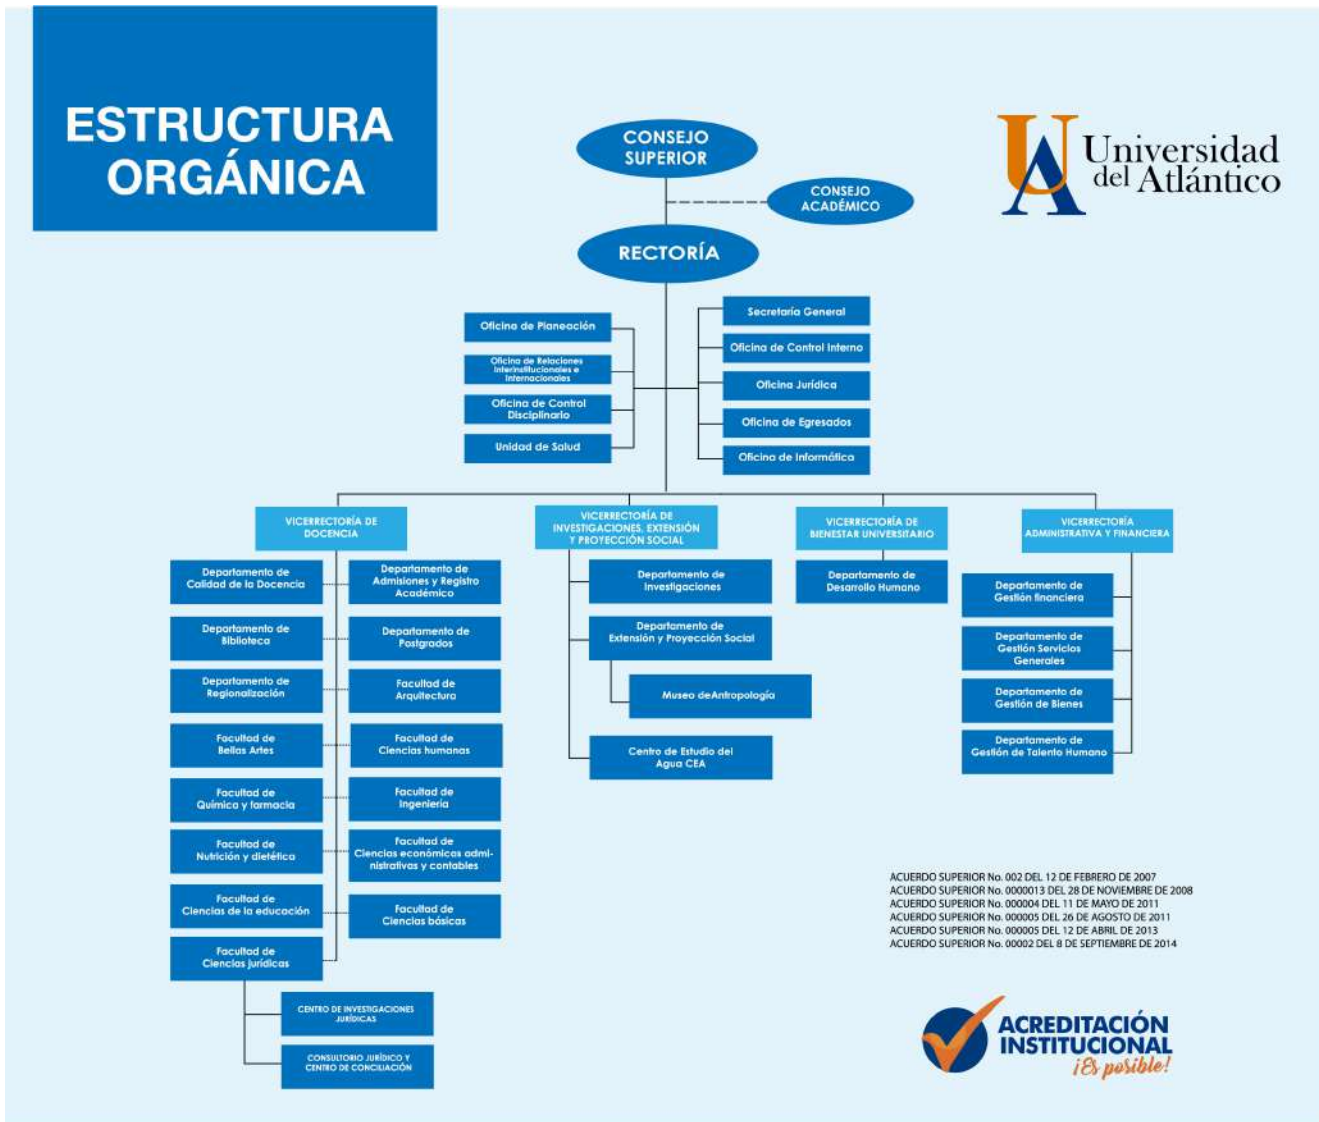 ESTRUCTURA
ORGÁNICA
CONSEJO
SUPERIOR
CONSEJO
ACADÉMICO
RECTORÍA
UA
Universidad
del Atlántico
Oficina de Planeación
Oficina de Relaciones
Interinstitucionales e
Internacionales
Oficina de Control
Disciplinario
Unidad de Salud
Secretaría General
Oficina de Control Interno
Oficina Jurídica
Oficina de Egresados
Oficina de Informática
VICERRECTORÍA DE
DOCENCIA
Departamento de
Calidad de la Docencia
Departamento de
Admisiones y Registro
Académico
Departamento de
Biblioteca
Departamento de
Postgrados
Departamento de
Regionalización
Facultad de
Arquitectura
Facultad de
Bellas Artes
Facultad de
Ciencias humanas
Facultad de
Química y farmacia
Facultad de
Ingeniería
Facultad de
Nutrición y dietética
Facultad de
Ciencias económicas admi-
nistrativas y contables
Facultad de
Ciencias de la educación
Facultad de
Ciencias básicas
Facultad de
Ciencias jurídicas
CENTRO DE INVESTIGACIONES
JURÍDICAS
CONSULTORIO JURÍDICO Y
CENTRO DE CONCILIACIÓN
VICERRECTORÍA DE
INVESTIGACIONES, EXTENSIÓN
Y PROYECCIÓN SOCIAL
Departamento de
Investigaciones
Departamento de
Extensión y Proyección Social
Museo deAntropología
Centro de Estudio del
Agua CEA
VICERRECTORÍA DE
BIENESTAR UNIVERSITARIO
Departamento de
Desarrollo Humano
VICERRECTORÍA
ADMINISTRATIVA Y FINANCIERA
Departamento de
Gestión financiera
Departamento de
Gestión Servicios
Generales
Departamento de
Gestión de Bienes
Departamento de
Gestión de Talento Humano
ACUERDO SUPERIOR No. 002 DEL 12 DE FEBRERO DE 2007
ACUERDO SUPERIOR No. 0000013 DEL 28 DE NOVIEMBRE DE 2008
ACUERDO SUPERIOR No. 000004 DEL 11 DE MAYO DE 2011
ACUERDO SUPERIOR No. 000005 DEL 26 DE AGOSTO DE 2011
ACUERDO SUPERIOR No. 000005 DEL 12 DE ABRIL DE 2013
ACUERDO SUPERIOR No. 00002 DEL 8 DE SEPTIEMBRE DE 2014
ACREDITACIÓN
INSTITUCIONAL
¡Es posible!